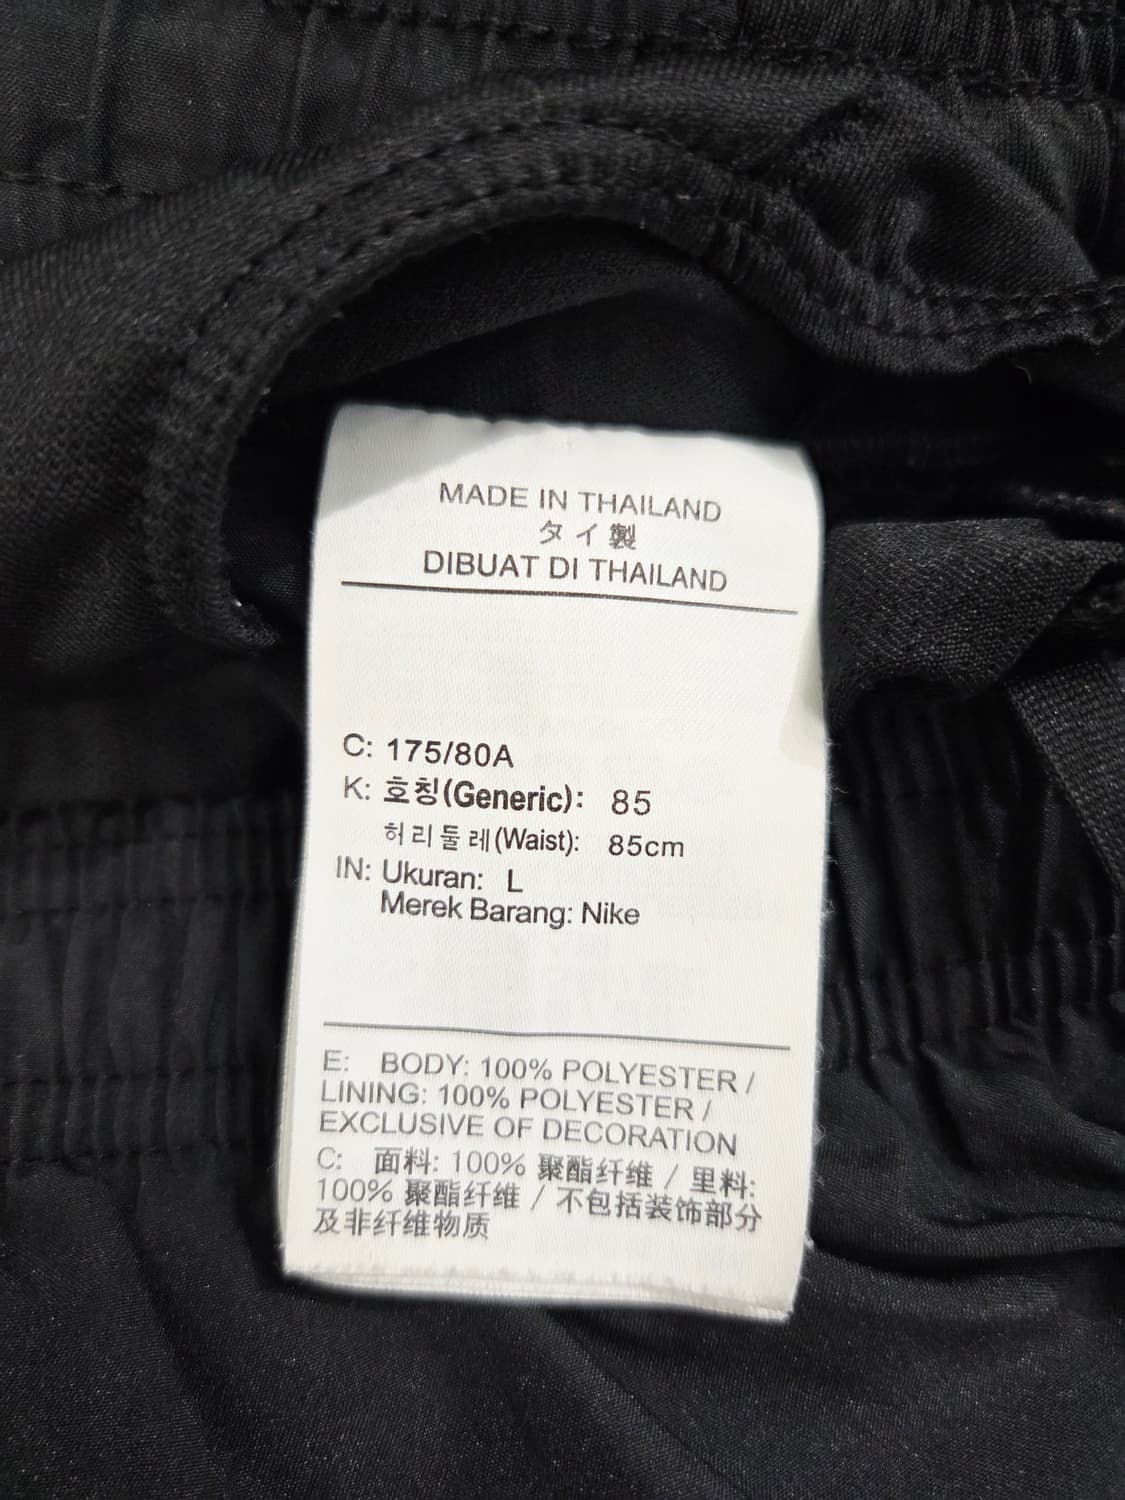 MADE IN THAILAND
タイ製
DIBUAT DI THAILAND
C: 175/80A
K: 호칭(Generic): 85
허리둘레(Waist): 85cm
IN: Ukuran: L
Merek Barang: Nike
E: BODY: 100% POLYESTER /
LINING: 100% POLYESTER /
EXCLUSIVE OF DECORATION
C: 面料: 100% 聚酯纤维 / 里料:
100% 聚酯纤维 / 不包括装饰部分
及非纤维物质